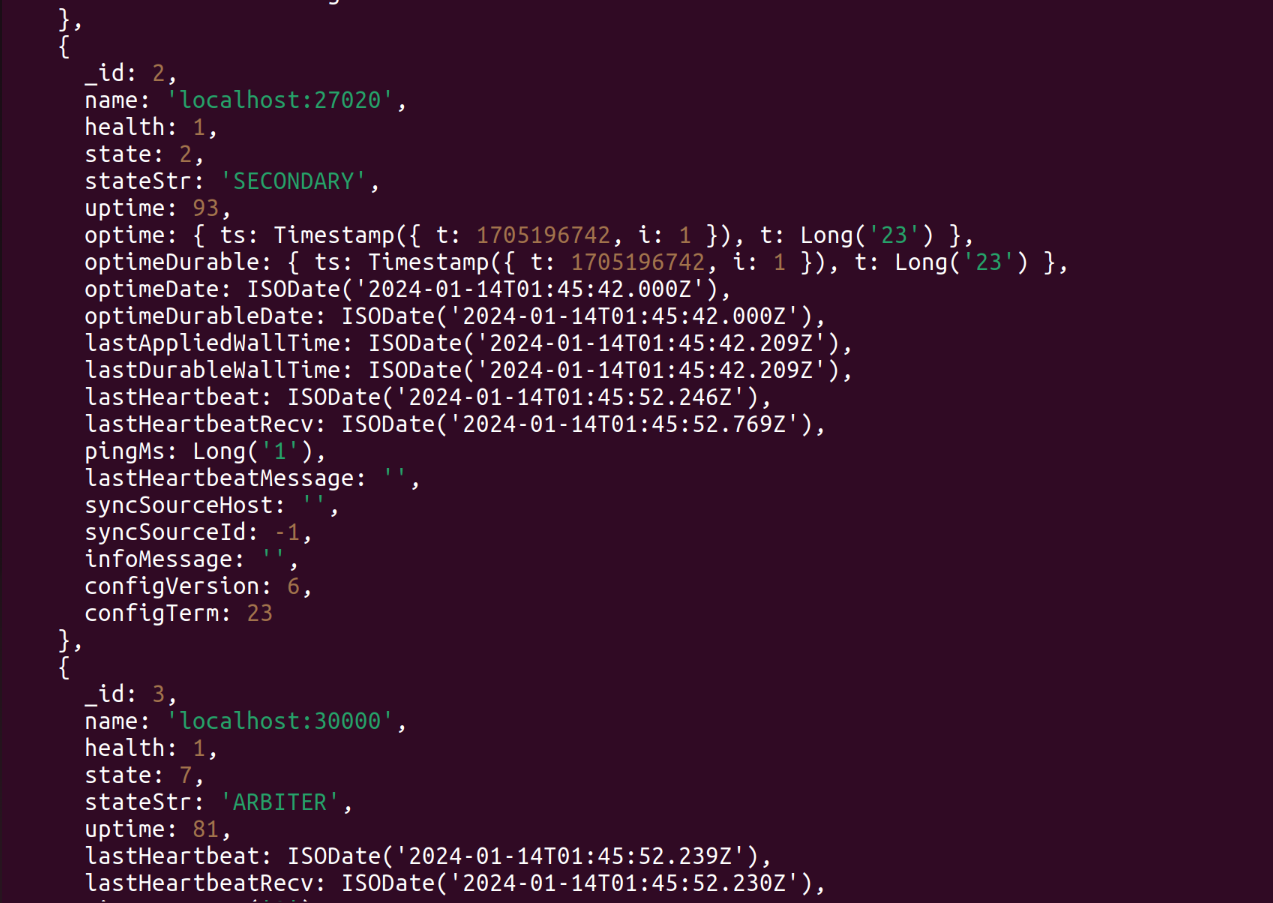 },
{
_id: 2,
name: 'localhost:27020',
health: 1,
state: 2,
stateStr: 'SECONDARY',
uptime: 93,
optime: { ts: Timestamp({ t: 1705196742, i: 1 }), t: Long('23') },
optimeDurable: { ts: Timestamp({ t: 1705196742, i: 1 }), t: Long('23') },
optimeDate: ISODate('2024-01-14T01:45:42.000Z'),
optimeDurableDate: ISODate('2024-01-14T01:45:42.000Z'),
lastAppliedWallTime: ISODate('2024-01-14T01:45:42.209Z'),
lastDurableWallTime: ISODate('2024-01-14T01:45:42.209Z'),
lastHeartbeat: ISODate('2024-01-14T01:45:52.246Z'),
lastHeartbeatRecv: ISODate('2024-01-14T01:45:52.769Z'),
pingMs: Long('1'),
lastHeartbeatMessage: '',
syncSourceHost: '',
syncSourceId: -1,
infoMessage: '',
configVersion: 6,
configTerm: 23
},
{
_id: 3,
name: 'localhost:30000',
health: 1,
state: 7,
stateStr: 'ARBITER',
uptime: 81,
lastHeartbeat: ISODate('2024-01-14T01:45:52.239Z'),
lastHeartbeatRecv: ISODate('2024-01-14T01:45:52.230Z'),